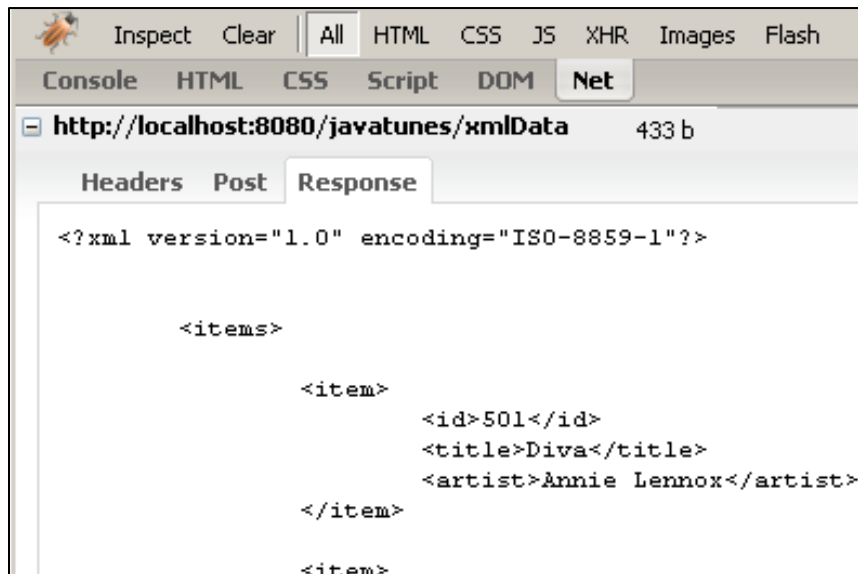 Inspect Clear All HTML CSS JS XHR Images Flash
Console HTML CSS Script DOM Net
http://localhost:8080/javatunes/xmlData 433 b
Headers Post Response
<?xml version="1.0" encoding="ISO-8859-1"?>
<items>
<item>
<id>501</id>
<title>Diva</title>
<artist>Annie Lennox</artist>
</item>
<item>